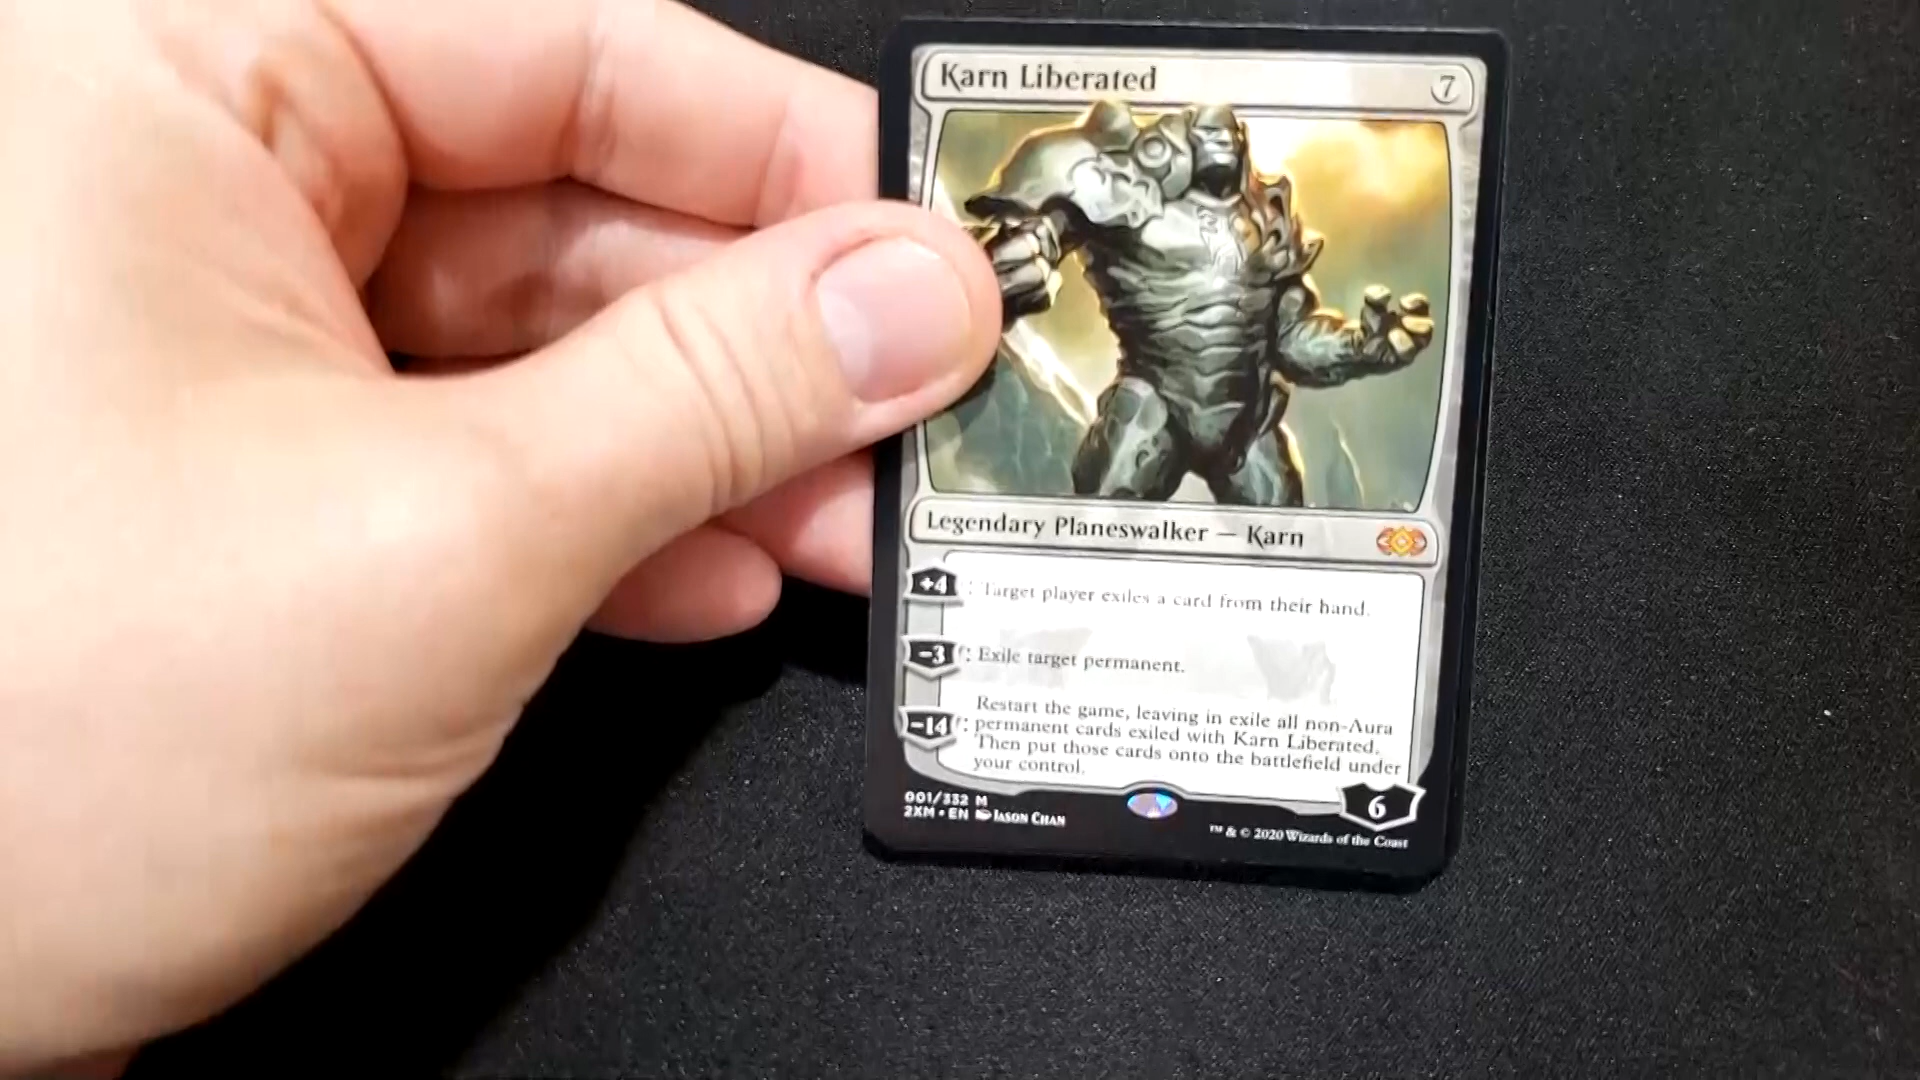 Karn Liberated 7
Legendary Planeswalker — Karn
+4 : Target player exiles a card from their hand.
−3 : Exile target permanent.
Restart the game, leaving in exile all non-Aura
−14 : permanent cards exiled with Karn Liberated.
Then put those cards onto the battlefield under
your control.
6
001/332 M
2XM • EN Jason Chan
™ & © 2020 Wizards of the Coast